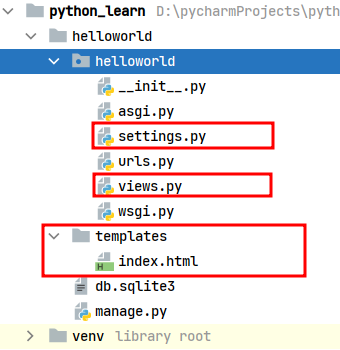 python_learn D:\pycharmProjects\pyth
helloworld
helloworld
__init__.py
asgi.py
settings.py
urls.py
views.py
wsgi.py
templates
index.html
db.sqlite3
manage.py
venv library root